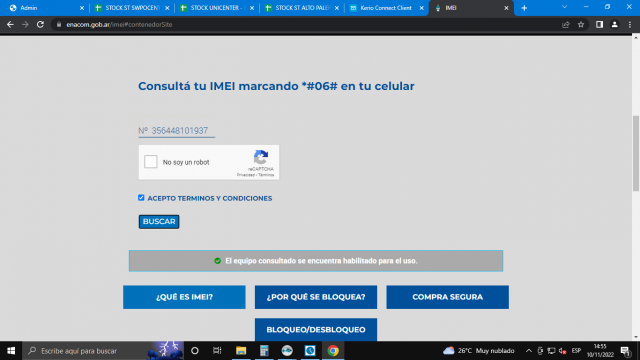 Admin
STOCK ST SWPOCEN
STOCK UNICENTER -
STOCK ST ALTO PALE
Kerio Connect Client
IMEI
enacom.gob.ar/imei#contenedorSite
Consultá tu IMEI marcando *#06# en tu celular
Nº 356448101937
No soy un robot
reCAPTCHA
Privacidad - Términos
ACEPTO TERMINOS Y CONDICIONES
BUSCAR
El equipo consultado se encuentra habilitado para el uso.
¿QUÉ ES IMEI?
¿POR QUÉ SE BLOQUEA?
COMPRA SEGURA
BLOQUEO/DESBLOQUEO
Escribe aquí para buscar
26°C Muy nublado
ESP
14:55
10/11/2022